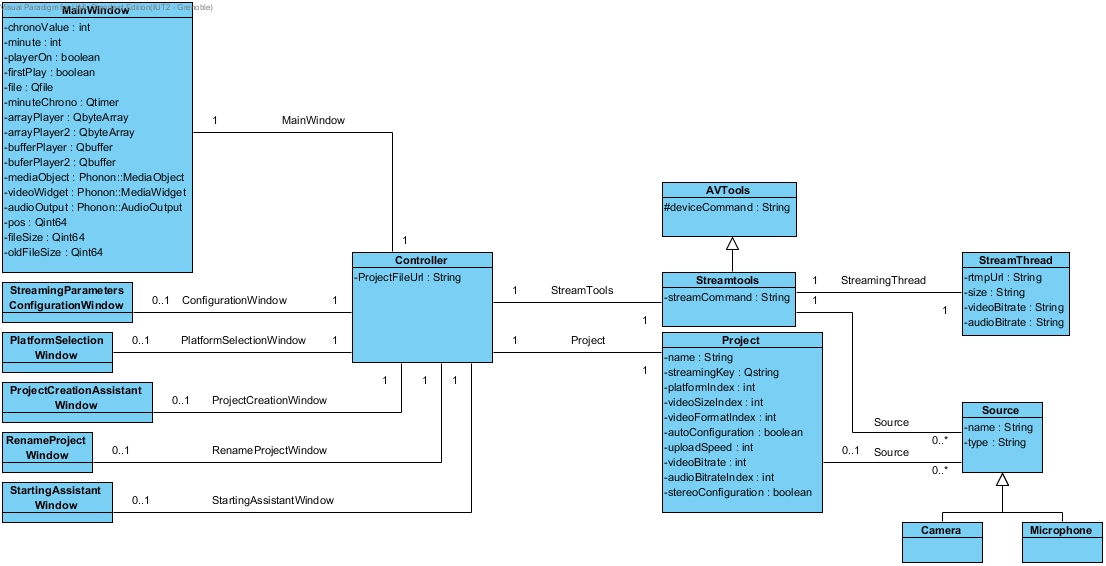 Visual Paradigm for UML Standard Edition(IUT2 - Grenoble)
MainWindow
-chronoValue : int
-minute : int
-playerOn : boolean
-firstPlay : boolean
-file : Qfile
-minuteChrono : Qtimer
-arrayPlayer : QbyteArray
-arrayPlayer2 : QbyteArray
-bufferPlayer : Qbuffer
-buferPlayer2 : Qbuffer
-mediaObject : Phonon::MediaObject
-videoWidget : Phonon::MediaWidget
-audioOutput : Phonon::AudioOutput
-pos : Qint64
-fileSize : Qint64
-oldFileSize : Qint64
1 MainWindow
1
StreamingParameters
ConfigurationWindow
0..1 ConfigurationWindow 1
PlatformSelection
Window
0..1 PlatformSelectionWindow 1
ProjectCreationAssistant
Window
0..1 ProjectCreationWindow
1
RenameProject
Window
0..1 RenameProjectWindow
1
StartingAssistant
Window
0..1 StartingAssistantWindow
1
Controller
-ProjectFileUrl : String
1 StreamTools
1
1 Project
1
AVTools
#deviceCommand : String
Streamtools
-streamCommand : String
1 StreamingThread
1
StreamThread
-rtmpUrl : String
-size : String
-videoBitrate : String
-audioBitrate : String
1
Source
0..*
Project
-name : String
-streamingKey : Qstring
-platformIndex : int
-videoSizeIndex : int
-videoFormatIndex : int
-autoConfiguration : boolean
-uploadSpeed : int
-videoBitrate : int
-audioBitrateIndex : int
-stereoConfiguration : boolean
0..1 Source
0..*
Source
-name : String
-type : String
Camera
Microphone